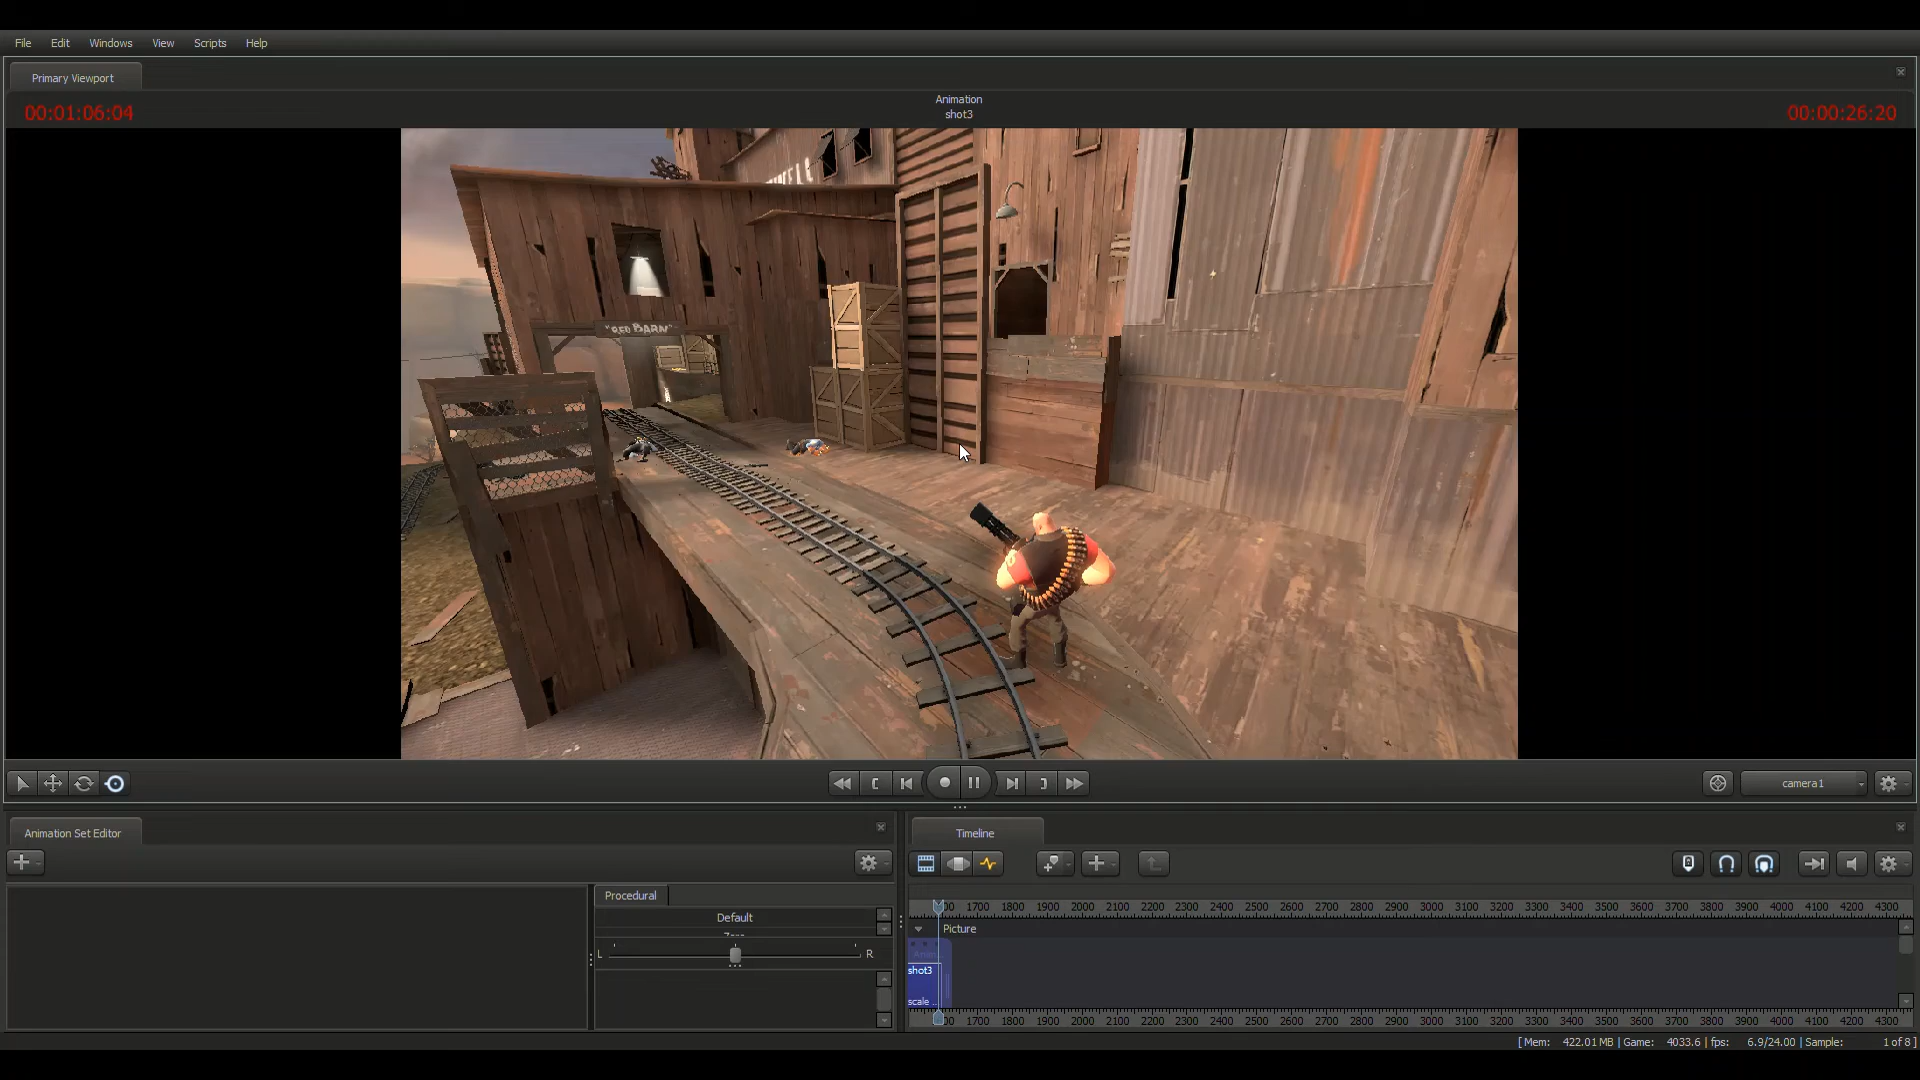 File Edit Windows View Scripts Help
Primary Viewport
00:01:06:04
Animation
shot3
00:00:26:20
"RED BARN"
camera1
Animation Set Editor
Timeline
Procedural
Default
L
R
00 1700 1800 1900 2000 2100 2200 2300 2400 2500 2600 2700 2800 2900 3000 3100 3200 3300 3400 3500 3600 3700 3800 3900 4000 4100 4200 4300
Picture
shot3
scale ..
00 1700 1800 1900 2000 2100 2200 2300 2400 2500 2600 2700 2800 2900 3000 3100 3200 3300 3400 3500 3600 3700 3800 3900 4000 4100 4200 4300
[ Mem: 422.01 MB | Game: 4033.6 | fps: 6.9/24.00 | Sample: 1 of 8 ]